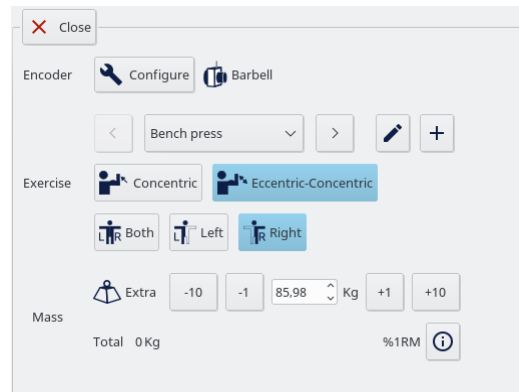 Close
Encoder Configure Barbell
Bench press
Exercise Concentric Eccentric-Concentric
L R Both L Left R Right
Extra -10 -1 85,98 Kg +1 +10
Mass
Total 0 Kg %1RM